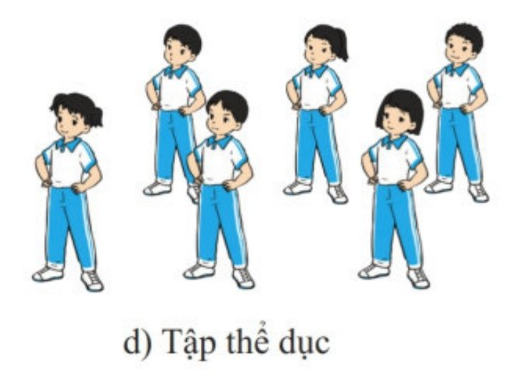 d) Tập thể dục